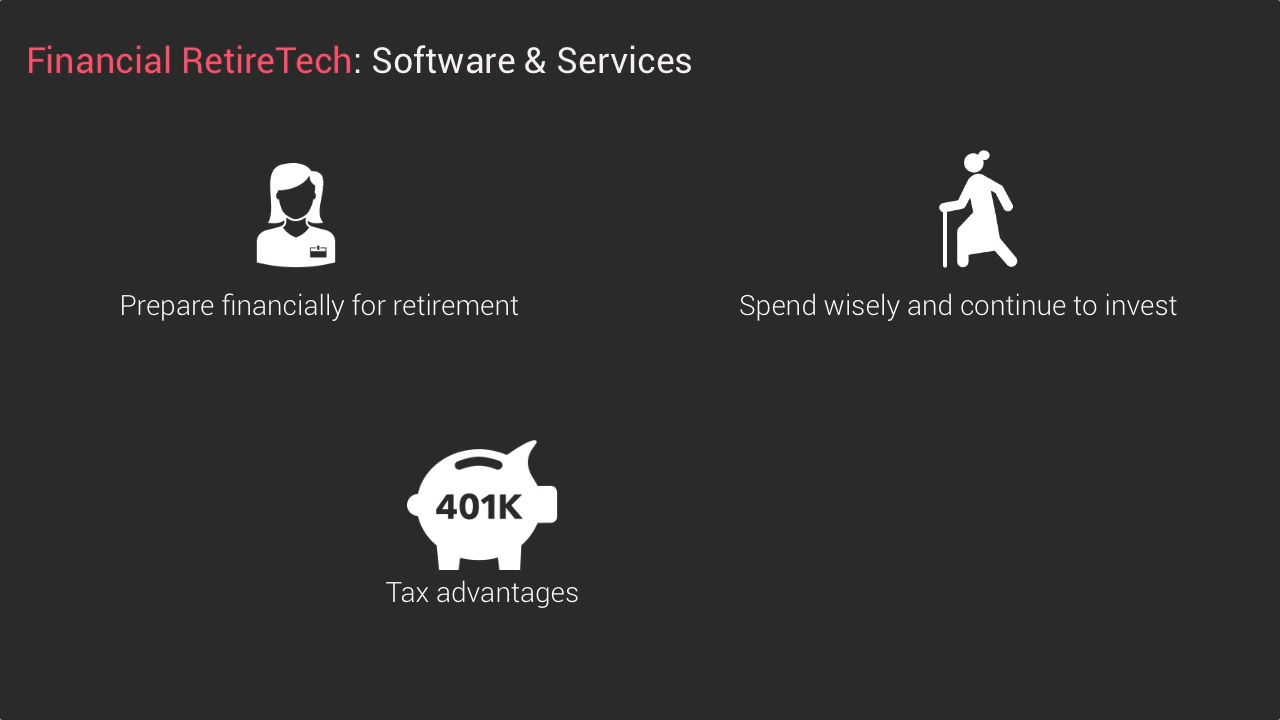 Financial RetireTech: Software & Services
Prepare financially for retirement
Spend wisely and continue to invest
401K
Tax advantages